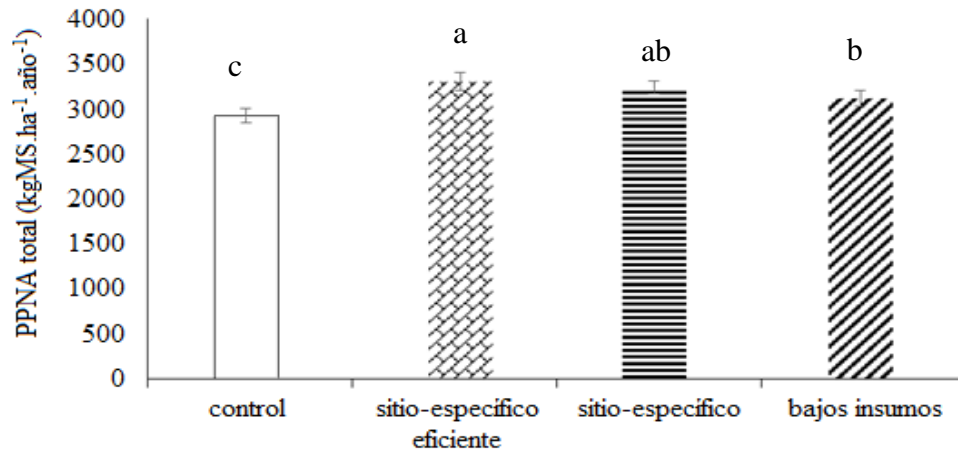 PPNA total (kgMS.ha⁻¹.año⁻¹)
4000
3500
3000
2500
2000
1500
1000
500
0
c
a
ab
b
control
sitio-específico
eficiente
sitio-específico
bajos insumos